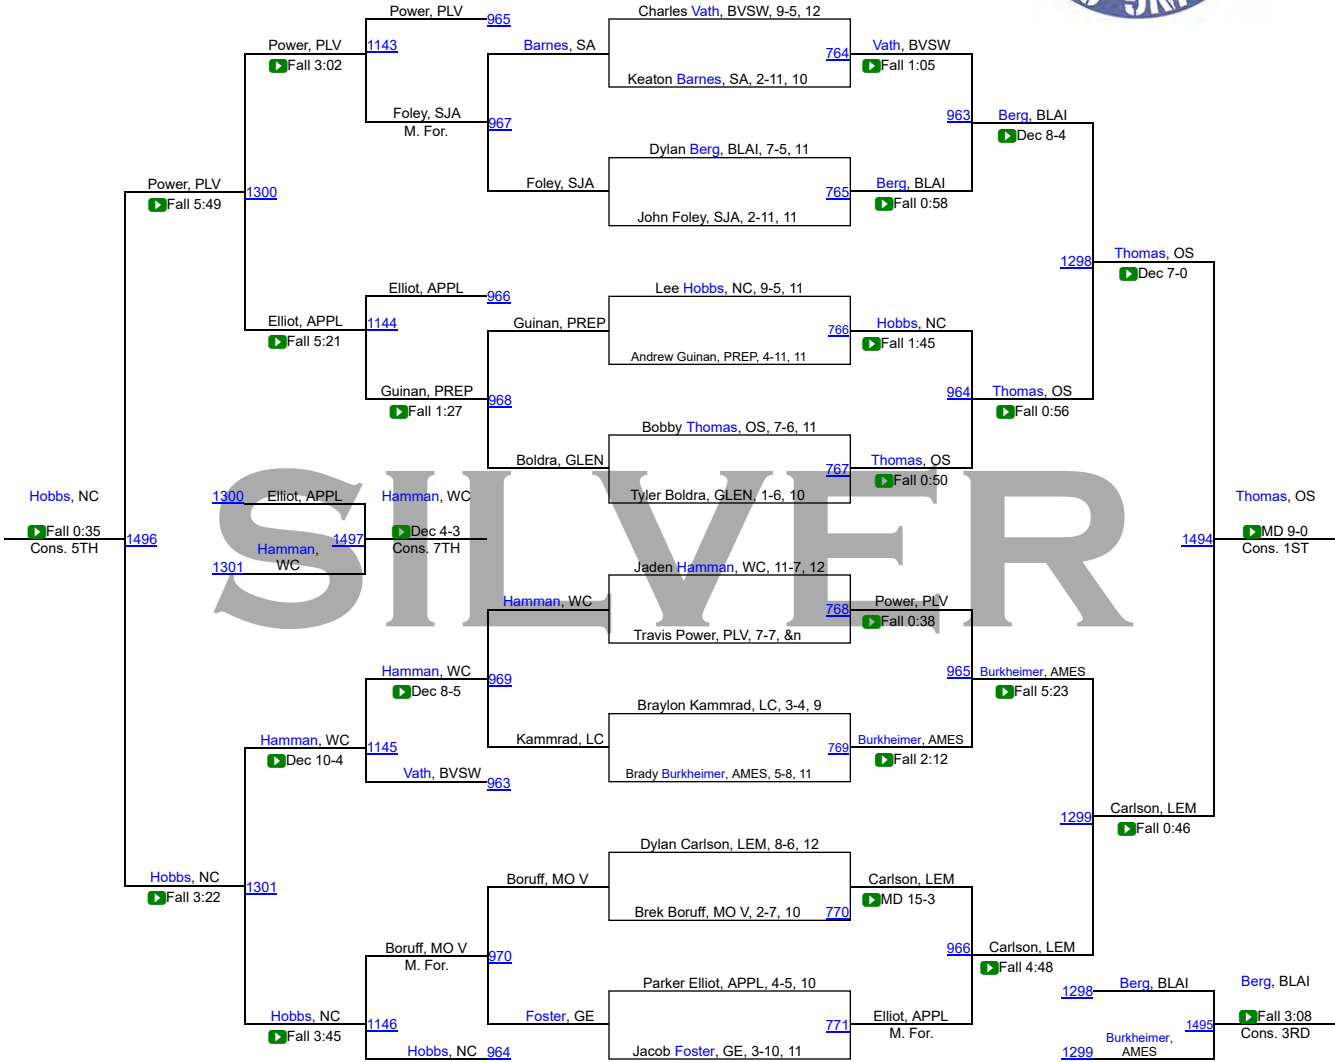 Power, PLV
965
Charles Vath, BVSW, 9-5, 12
Power, PLV
1143
Barnes, SA
764
Vath, BVSW
Fall 3:02
Fall 1:05
Keaton Barnes, SA, 2-11, 10
Foley, SJA
967
963
Berg, BLAI
M. For.
Dec 8-4
Dylan Berg, BLAI, 7-5, 11
Power, PLV
1300
Foley, SJA
765
Berg, BLAI
Fall 5:49
Fall 0:58
John Foley, SJA, 2-11, 11
1298
Thomas, OS
Dec 7-0
Elliot, APPL
966
Lee Hobbs, NC, 9-5, 11
Elliot, APPL
1144
Guinan, PREP
766
Hobbs, NC
Fall 5:21
Fall 1:45
Andrew Guinan, PREP, 4-11, 11
Guinan, PREP
968
964
Thomas, OS
Fall 1:27
Fall 0:56
Bobby Thomas, OS, 7-6, 11
Boldra, GLEN
767
Thomas, OS
Fall 0:50
Tyler Boldra, GLEN, 1-6, 10
Hobbs, NC
1300
Elliot, APPL
Hamman, WC
Thomas, OS
Fall 0:35
1496
1497
Dec 4-3
1494
MD 9-0
Cons. 5TH
Hamman,
WC
Cons. 7TH
Cons. 1ST
1301
SILVER
Jaden Hamman, WC, 11-7, 12
Hamman, WC
768
Power, PLV
Fall 0:38
Travis Power, PLV, 7-7, &n
Hamman, WC
969
965
Burkheimer, AMES
Dec 8-5
Fall 5:23
Braylon Kammrad, LC, 3-4, 9
Hamman, WC
1145
Kammrad, LC
769
Burkheimer, AMES
Dec 10-4
Fall 2:12
Vath, BVSW
963
Brady Burkheimer, AMES, 5-8, 11
1299
Carlson, LEM
Fall 0:46
Dylan Carlson, LEM, 8-6, 12
Hobbs, NC
1301
Boruff, MO V
Carlson, LEM
Fall 3:22
MD 15-3
Brek Boruff, MO V, 2-7, 10
770
Boruff, MO V
970
966
Carlson, LEM
M. For.
Fall 4:48
Parker Elliot, APPL, 4-5, 10
1298
Berg, BLAI
Berg, BLAI
Hobbs, NC
1146
Foster, GE
771
Elliot, APPL
1495
Fall 3:08
Fall 3:45
M. For.
Cons. 3RD
Hobbs, NC
964
Jacob Foster, GE, 3-10, 11
1299
Burkheimer,
AMES